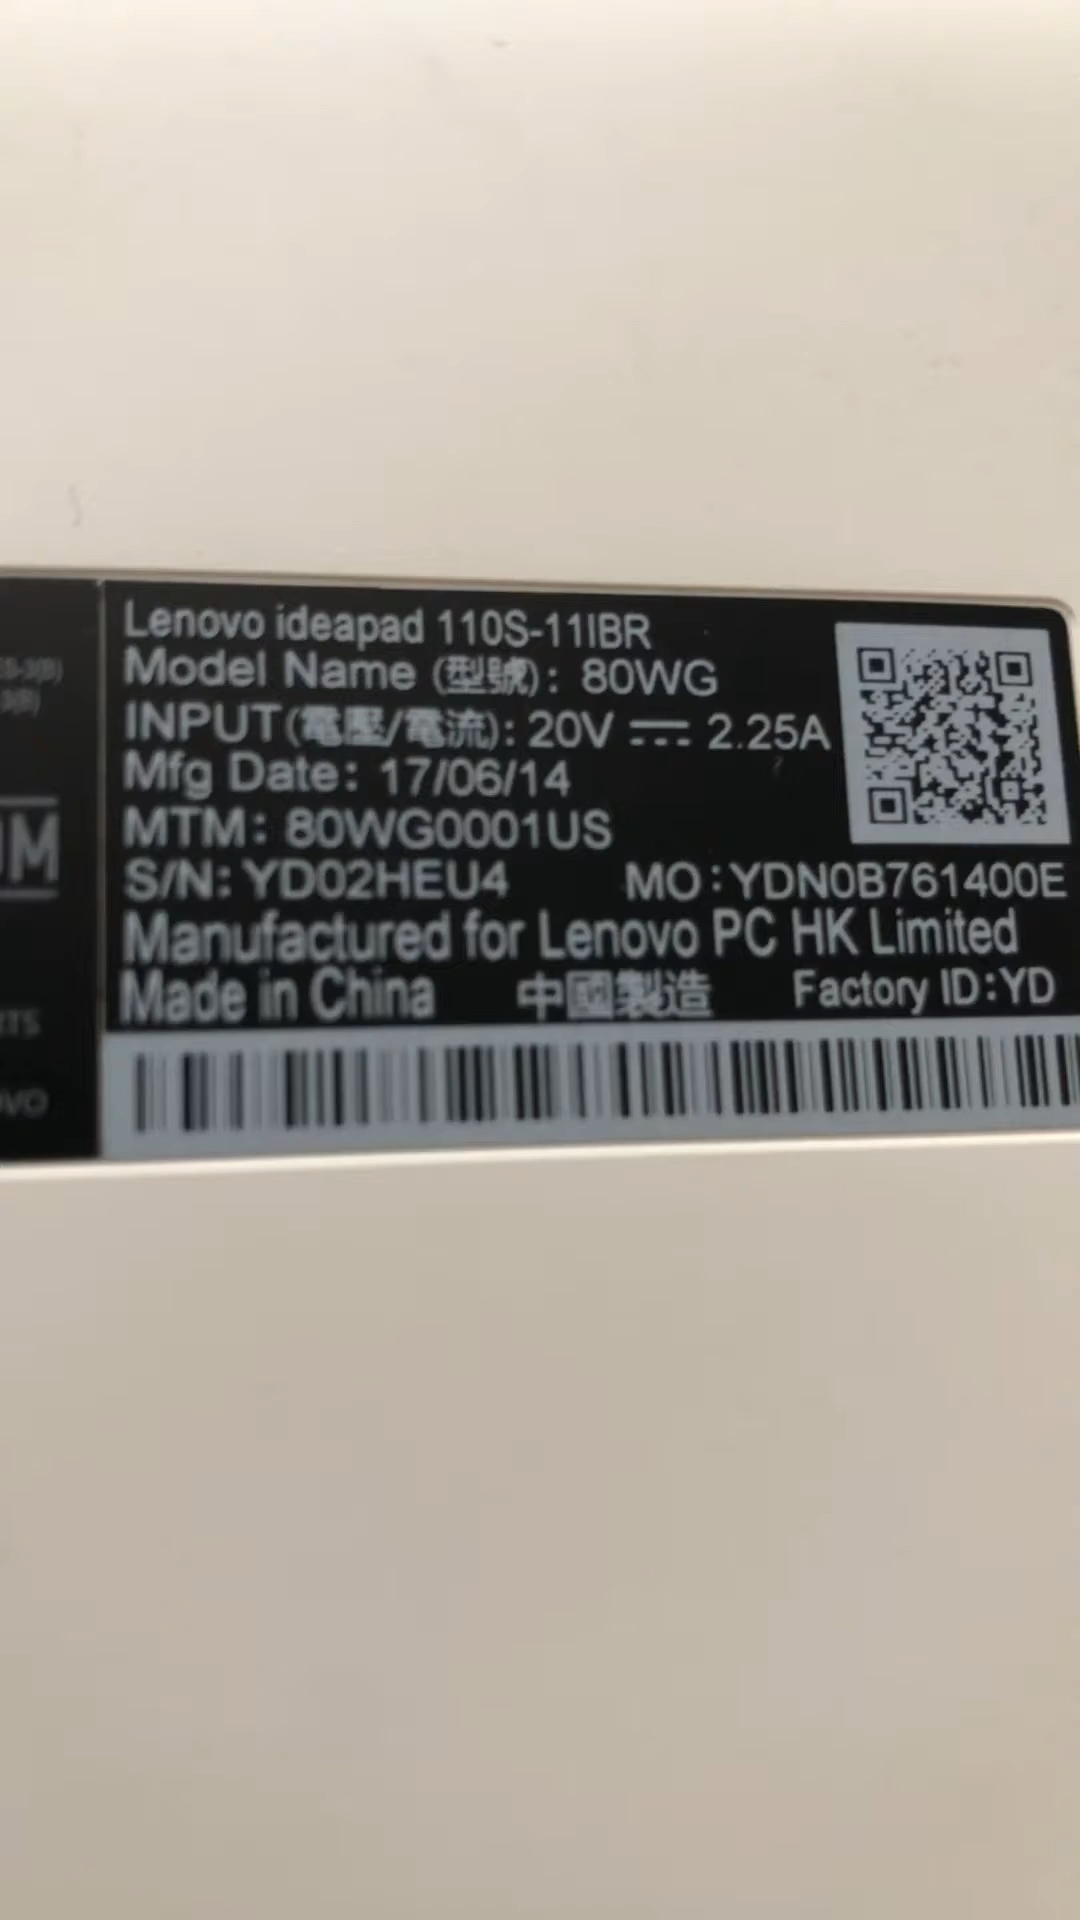 Lenovo ideapad 110S-11IBR
Model Name (型號): 80WG
INPUT(電壓/電流): 20V ⎓ 2.25A
Mfg Date: 17/06/14
MTM: 80WG0001US
S/N: YD02HEU4 MO:YDN0B761400E
Manufactured for Lenovo PC HK Limited
Made in China 中國製造 Factory ID:YD